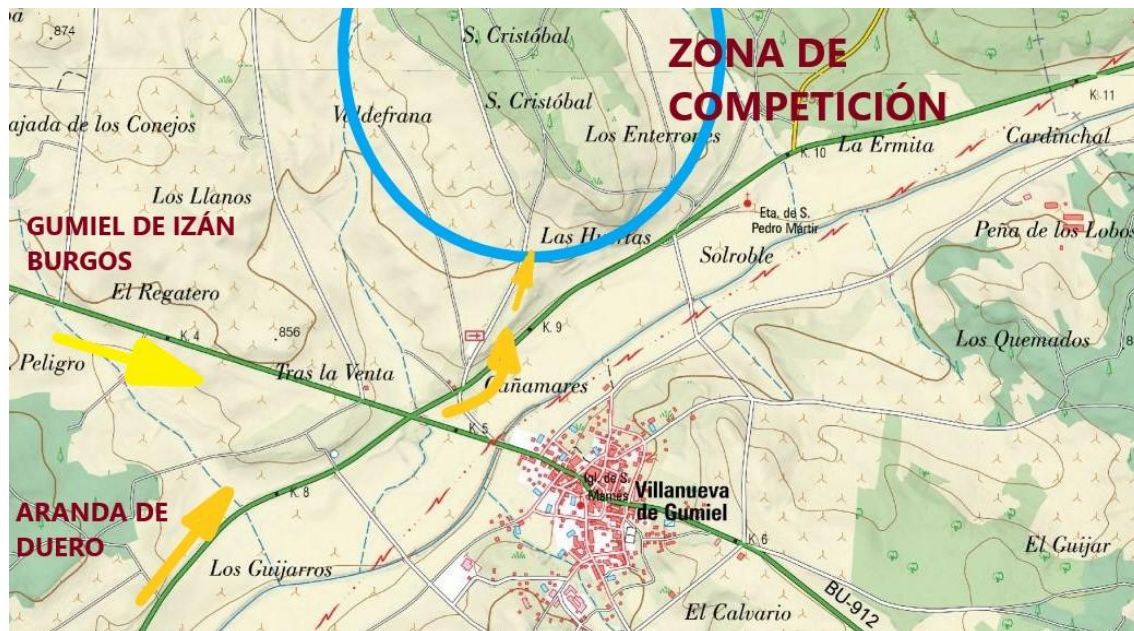 874
S. Cristóbal
ZONA DE
COMPETICIÓN
K. 11
S. Cristóbal
Valdefrana
ajada de los Conejos
Los Enterrones
La Ermita
Cardinchal
K. 10
Los Llanos
Eta. de S.
Pedro Mártir
GUMIEL DE IZÁN
BURGOS
Las Huertas
Peña de los Lobos
Solroble
El Regatero
K. 4
856
K. 9
Los Quemados
8
Peligro
Tras la Venta
Cañamares
K. 5
Igl. de S.
Mamés
Villanueva
de Gumiel
K. 8
ARANDA DE
DUERO
K. 6
El Guijar
Los Guijarros
BU-912
El Calvario